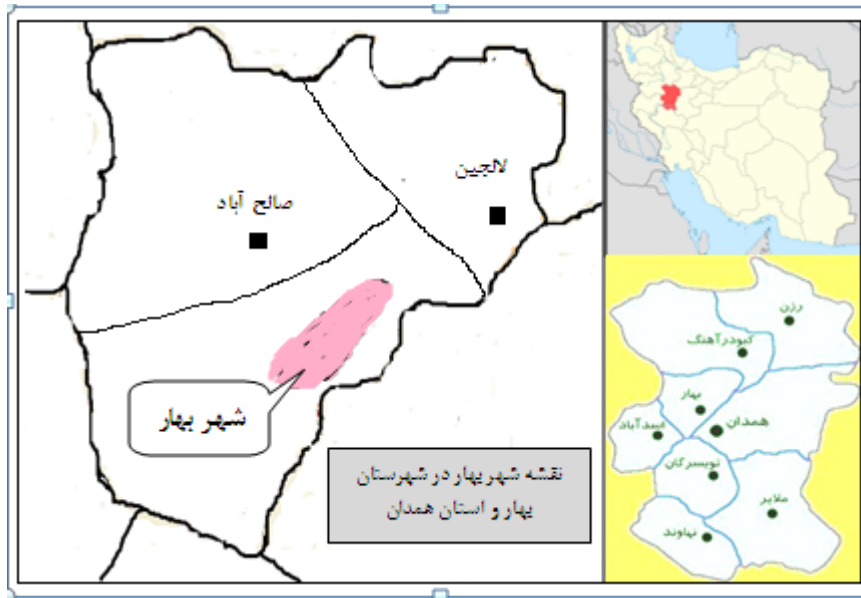 لالجین
صالح آباد
شهر بهار
نقشه شهر بهار در شهرستان
بهار و استان همدان
رزن
کبودرآهنگ
بهار
همدان
اسدآباد
تویسرکان
ملایر
نهاوند